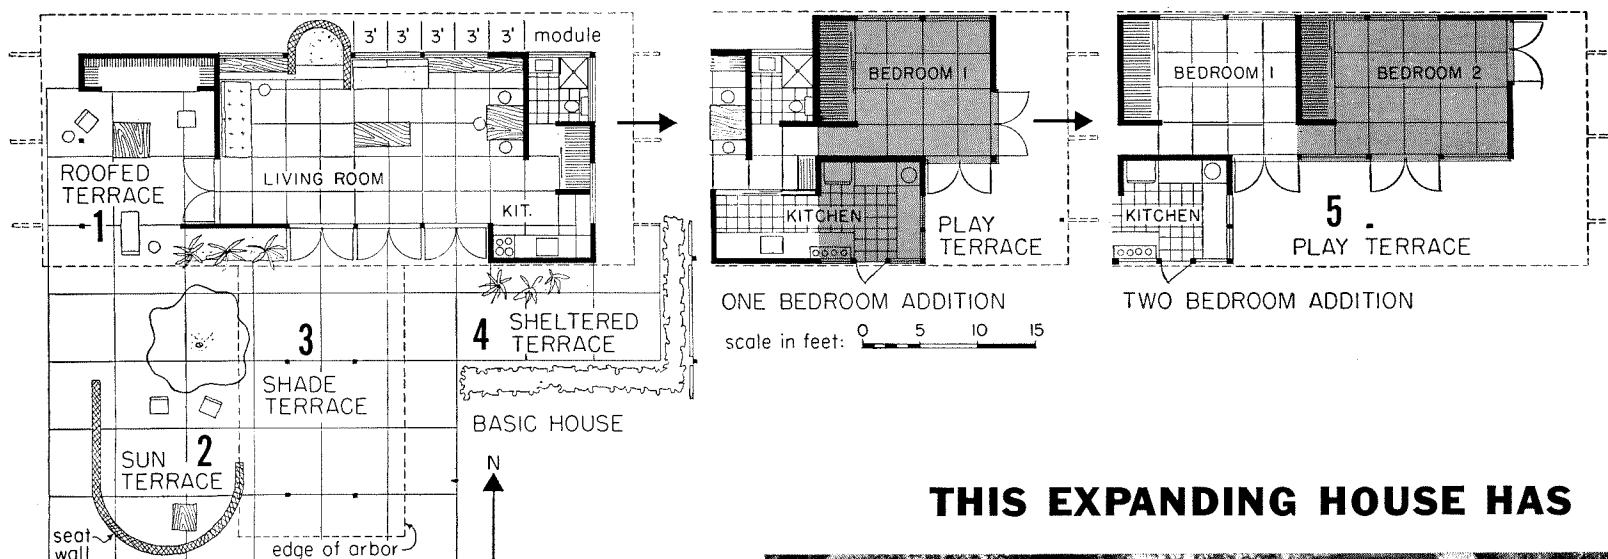 3' 3' 3' 3' 3' module
ROOFED
TERRACE
1
LIVING ROOM
KIT.
2
SUN
TERRACE
3
SHADE
TERRACE
4
SHELTERED
TERRACE
BASIC HOUSE
N
seat
wall
edge of arbor
BEDROOM 1
KITCHEN
PLAY
TERRACE
ONE BEDROOM ADDITION
scale in feet: 0 5 10 15
BEDROOM 1
BEDROOM 2
KITCHEN
5
PLAY TERRACE
TWO BEDROOM ADDITION
THIS EXPANDING HOUSE HAS